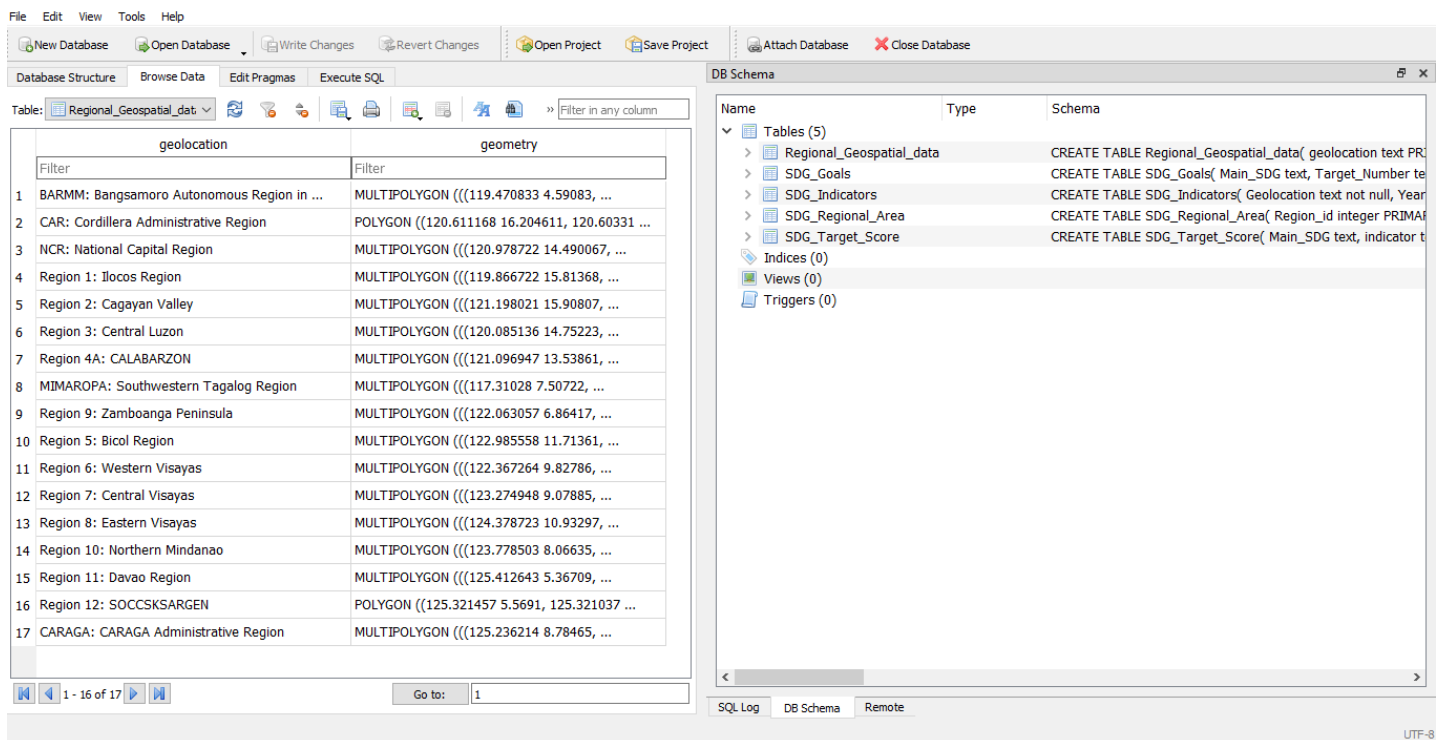 File Edit View Tools Help
New Database Open Database Write Changes Revert Changes Open Project Save Project Attach Database Close Database
Database Structure Browse Data Edit Pragmas Execute SQL
Table: Regional_Geospatial_dat » Filter in any column
geolocation geometry
Filter Filter
1 BARMM: Bangsamoro Autonomous Region in ... MULTIPOLYGON (((119.470833 4.59083, ...
2 CAR: Cordillera Administrative Region POLYGON ((120.611168 16.204611, 120.60331 ...
3 NCR: National Capital Region MULTIPOLYGON (((120.978722 14.490067, ...
4 Region 1: Ilocos Region MULTIPOLYGON (((119.866722 15.81368, ...
5 Region 2: Cagayan Valley MULTIPOLYGON (((121.198021 15.90807, ...
6 Region 3: Central Luzon MULTIPOLYGON (((120.085136 14.75223, ...
7 Region 4A: CALABARZON MULTIPOLYGON (((121.096947 13.53861, ...
8 MIMAROPA: Southwestern Tagalog Region MULTIPOLYGON (((117.31028 7.50722, ...
9 Region 9: Zamboanga Peninsula MULTIPOLYGON (((122.063057 6.86417, ...
10 Region 5: Bicol Region MULTIPOLYGON (((122.985558 11.71361, ...
11 Region 6: Western Visayas MULTIPOLYGON (((122.367264 9.82786, ...
12 Region 7: Central Visayas MULTIPOLYGON (((123.274948 9.07885, ...
13 Region 8: Eastern Visayas MULTIPOLYGON (((124.378723 10.93297, ...
14 Region 10: Northern Mindanao MULTIPOLYGON (((123.778503 8.06635, ...
15 Region 11: Davao Region MULTIPOLYGON (((125.412643 5.36709, ...
16 Region 12: SOCCSKSARGEN POLYGON ((125.321457 5.5691, 125.321037 ...
17 CARAGA: CARAGA Administrative Region MULTIPOLYGON (((125.236214 8.78465, ...
1 - 16 of 17 Go to: 1
DB Schema
Name Type Schema
Tables (5)
Regional_Geospatial_data CREATE TABLE Regional_Geospatial_data( geolocation text PRI
SDG_Goals CREATE TABLE SDG_Goals( Main_SDG text, Target_Number te
SDG_Indicators CREATE TABLE SDG_Indicators( Geolocation text not null, Year
SDG_Regional_Area CREATE TABLE SDG_Regional_Area( Region_id integer PRIMAR
SDG_Target_Score CREATE TABLE SDG_Target_Score( Main_SDG text, indicator t
Indices (0)
Views (0)
Triggers (0)
SQL Log DB Schema Remote
UTF-8